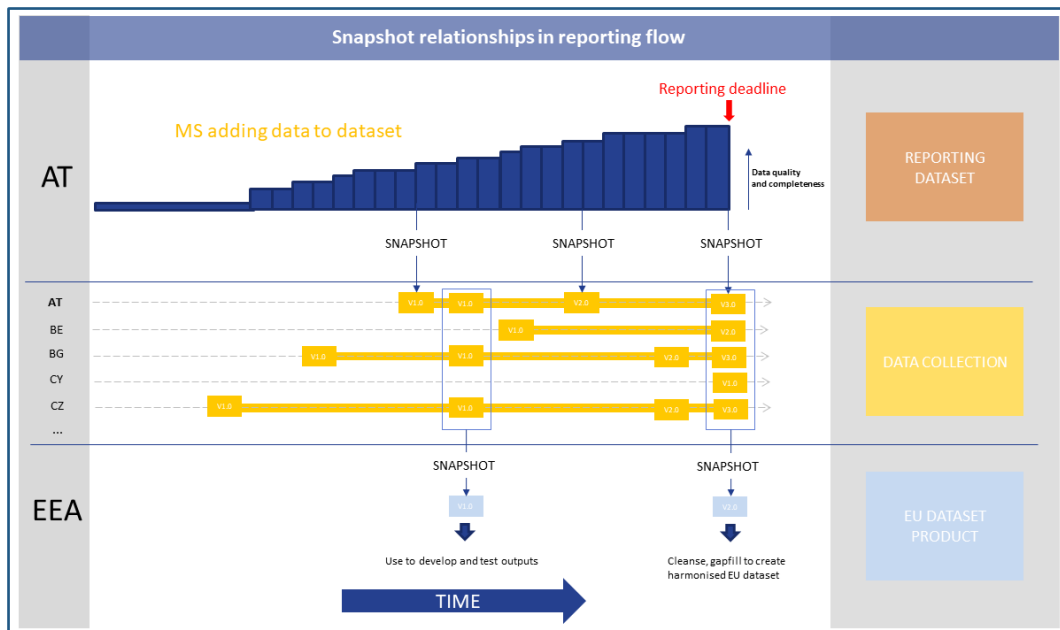 Snapshot relationships in reporting flow
Reporting deadline
MS adding data to dataset
AT
Data quality
and completeness
REPORTING
DATASET
SNAPSHOT SNAPSHOT SNAPSHOT
AT V1.0 V1.0 V2.0 V3.0
BE V1.0 V2.0
BG V1.0 V1.0 V2.0 V3.0
CY V1.0
CZ V1.0 V1.0 V2.0 V3.0
...
DATA COLLECTION
SNAPSHOT SNAPSHOT
EEA
V1.0 V2.0
EU DATASET
PRODUCT
Use to develop and test outputs
Cleanse, gapfill to create
harmonised EU dataset
TIME